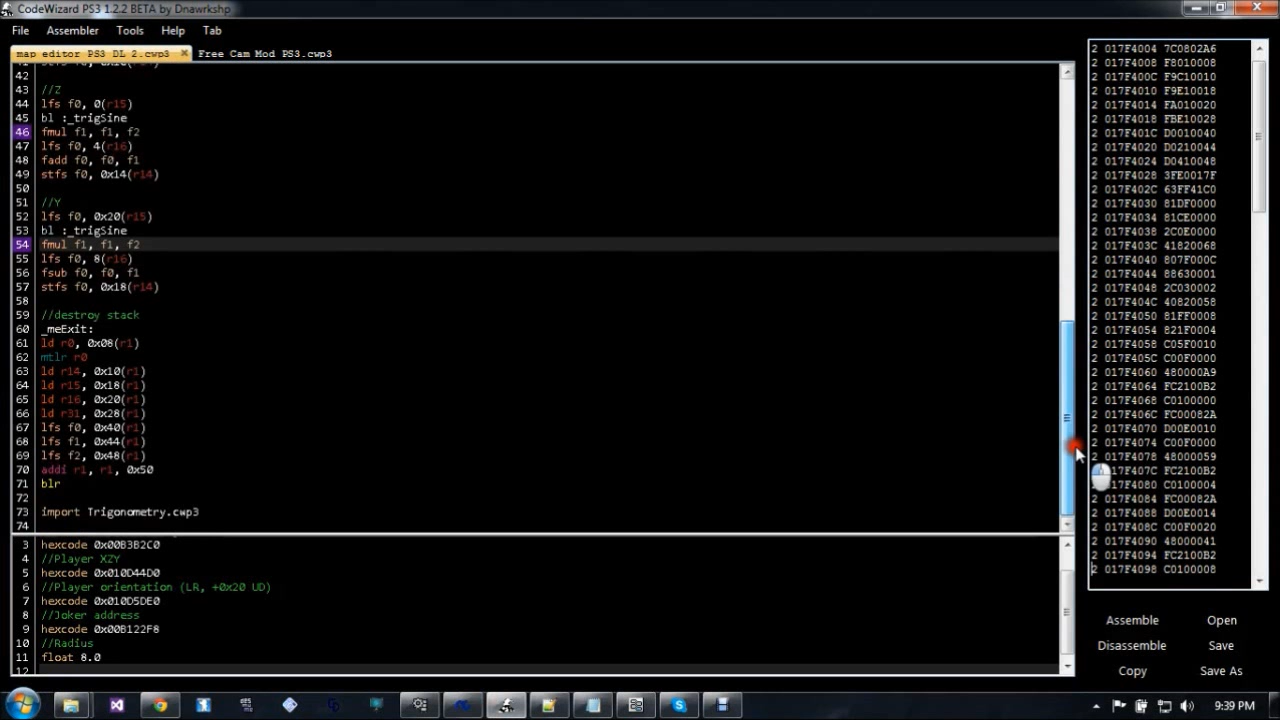 CodeWizard PS3 1.2.2 BETA by Dnawrkshp
File Assembler Tools Help Tab
map editor PS3 DL 2.cwp3 × Free Cam Mod PS3.cwp3
42
43 //Z
44 lfs f0, 0(r15)
45 bl :_trigSine
46 fmul f1, f1, f2
47 lfs f0, 4(r16)
48 fadd f0, f0, f1
49 stfs f0, 0x14(r14)
50
51 //Y
52 lfs f0, 0x20(r15)
53 bl :_trigSine
54 fmul f1, f1, f2
55 lfs f0, 8(r16)
56 fsub f0, f0, f1
57 stfs f0, 0x18(r14)
58
59 //destroy stack
60 _meExit:
61 ld r0, 0x08(r1)
62 mtlr r0
63 ld r14, 0x10(r1)
64 ld r15, 0x18(r1)
65 ld r16, 0x20(r1)
66 ld r31, 0x28(r1)
67 lfs f0, 0x40(r1)
68 lfs f1, 0x44(r1)
69 lfs f2, 0x48(r1)
70 addi r1, r1, 0x50
71 blr
72
73 import Trigonometry.cwp3
74
3 hexcode 0x00B3B2C0
4 //Player XZY
5 hexcode 0x010D44D0
6 //Player orientation (LR, +0x20 UD)
7 hexcode 0x010D5DE0
8 //Joker address
9 hexcode 0x00B122F8
10 //Radius
11 float 8.0
12
2 017F4004 7C0802A6
2 017F4008 F8010008
2 017F400C F9C10010
2 017F4010 F9E10018
2 017F4014 FA010020
2 017F4018 FBE10028
2 017F401C D0010040
2 017F4020 D0210044
2 017F4024 D0410048
2 017F4028 3FE0017F
2 017F402C 63FF41C0
2 017F4030 81DF0000
2 017F4034 81CE0000
2 017F4038 2C0E0000
2 017F403C 41820068
2 017F4040 807F000C
2 017F4044 88630001
2 017F4048 2C030002
2 017F404C 40820058
2 017F4050 81FF0008
2 017F4054 821F0004
2 017F4058 C05F0010
2 017F405C C00F0000
2 017F4060 480000A9
2 017F4064 FC2100B2
2 017F4068 C0100000
2 017F406C FC00082A
2 017F4070 D00E0010
2 017F4074 C00F0000
2 017F4078 48000059
2 017F407C FC2100B2
2 017F4080 C0100004
2 017F4084 FC00082A
2 017F4088 D00E0014
2 017F408C C00F0020
2 017F4090 48000041
2 017F4094 FC2100B2
2 017F4098 C0100008
Assemble Open
Disassemble Save
Copy Save As
9:39 PM